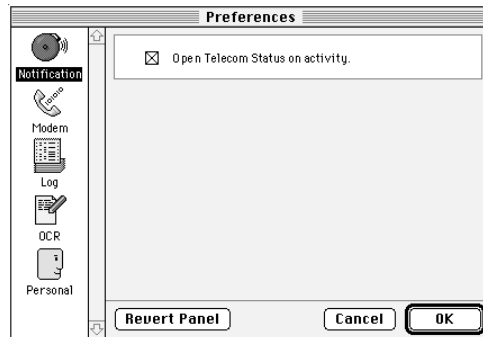 Preferences
Open Telecom Status on activity.
Notification
Modem
Log
OCR
Personal
Revert Panel
Cancel
OK